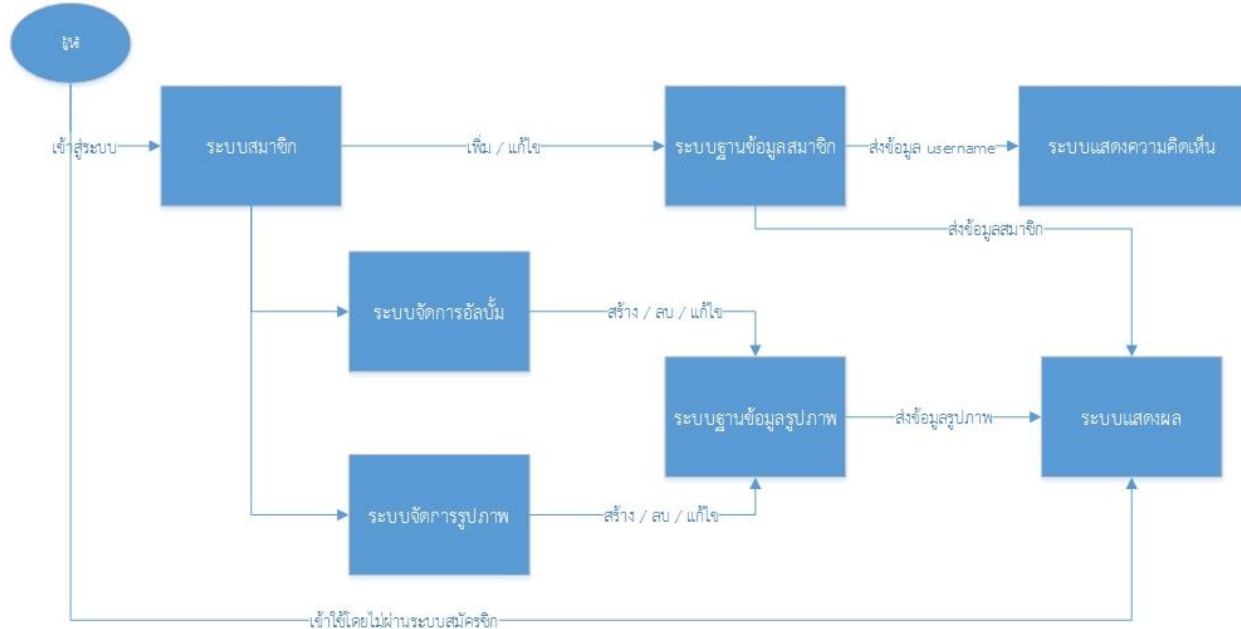 ผู้ใช้
เข้าสู่ระบบ
ระบบสมาชิก
เพิ่ม / แก้ไข
ระบบฐานข้อมูลสมาชิก
ส่งข้อมูล username
ระบบแสดงความคิดเห็น
ส่งข้อมูลสมาชิก
ระบบจัดการอัลบั้ม
สร้าง / ลบ / แก้ไข
ระบบฐานข้อมูลรูปภาพ
ส่งข้อมูลรูปภาพ
ระบบแสดงผล
ระบบจัดการรูปภาพ
สร้าง / ลบ / แก้ไข
เข้าใช้โดยไม่ผ่านระบบสมัครชิก